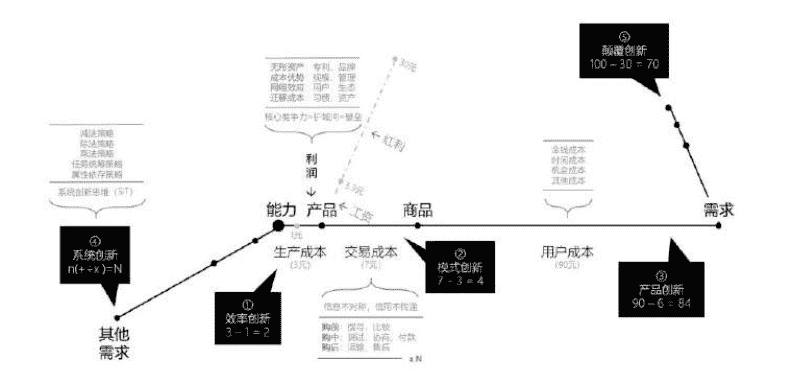 ⑤
颠覆创新
100 - 30 = 70
无形资产 专利、品牌
成本优势 规模、管理
网络效应 用户、生态
迁移成本 习惯、资产
核心竞争力=护城河=壁垒
30元
红利
3.9元
工资
利
润
减法策略
除法策略
乘法策略
任务统筹策略
属性依存策略
系统创新思维（SIT）
金钱成本
时间成本
机会成本
其他成本
能力
产品
商品
需求
1元
生产成本
(3元)
交易成本
(7元)
用户成本
(90元)
④
系统创新
n(+ - ÷ x )=N
②
模式创新
7 - 3 = 4
③
产品创新
90 - 6 = 84
①
效率创新
3 - 1 = 2
其他
需求
信息不对称，信用不传递
购前：搜寻、比较
购中：测试、协商、付款
购后：运输、售后
x N